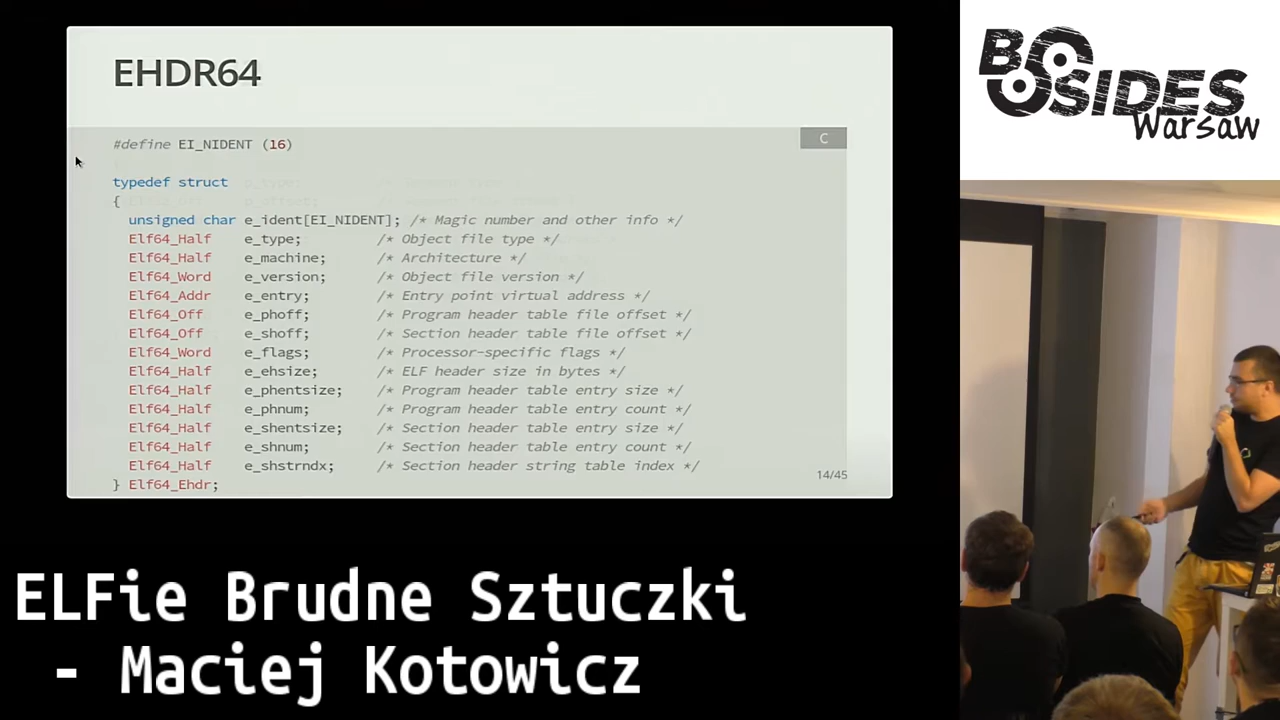 EHDR64
C
#define EI_NIDENT (16)
typedef struct
{
unsigned char e_ident[EI_NIDENT]; /* Magic number and other info */
Elf64_Half e_type; /* Object file type */
Elf64_Half e_machine; /* Architecture */
Elf64_Word e_version; /* Object file version */
Elf64_Addr e_entry; /* Entry point virtual address */
Elf64_Off e_phoff; /* Program header table file offset */
Elf64_Off e_shoff; /* Section header table file offset */
Elf64_Word e_flags; /* Processor-specific flags */
Elf64_Half e_ehsize; /* ELF header size in bytes */
Elf64_Half e_phentsize; /* Program header table entry size */
Elf64_Half e_phnum; /* Program header table entry count */
Elf64_Half e_shentsize; /* Section header table entry size */
Elf64_Half e_shnum; /* Section header table entry count */
Elf64_Half e_shstrndx; /* Section header string table index */
} Elf64_Ehdr;
14/45
BSIDES
Warsaw
ELFie Brudne Sztuczki
- Maciej Kotowicz